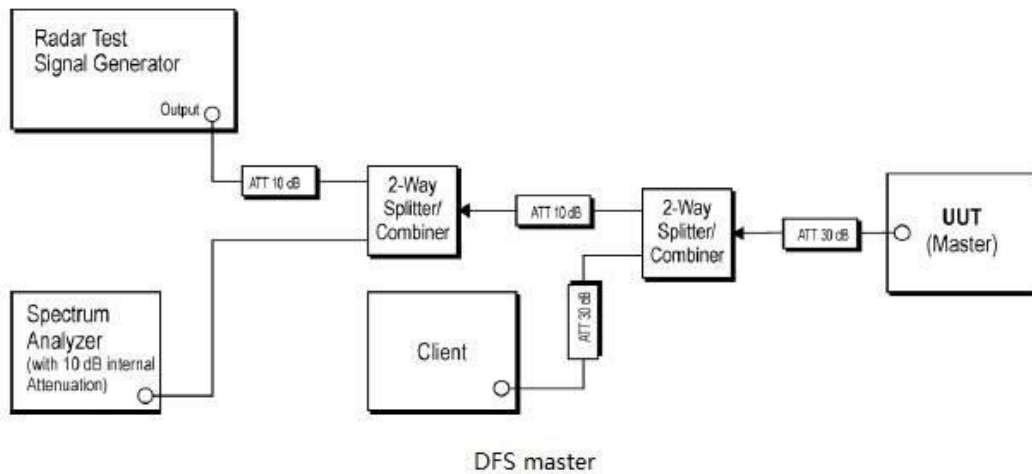 Radar Test
Signal Generator
Output
ATT 10 dB
2-Way
Splitter/
Combiner
ATT 10 dB
2-Way
Splitter/
Combiner
ATT 30 dB
UUT
(Master)
Spectrum
Analyzer
(with 10 dB internal
Attenuation)
Client
ATT 30 dB
DFS master